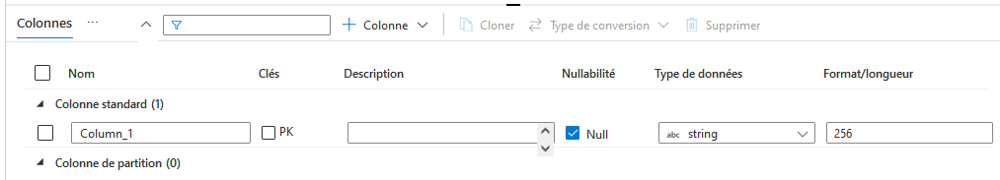 Colonnes ··· Colonne Cloner Type de conversion Supprimer
Nom Clés Description Nullabilité Type de données Format/longueur
Colonne standard (1)
Column_1 PK Null abc string 256
Colonne de partition (0)